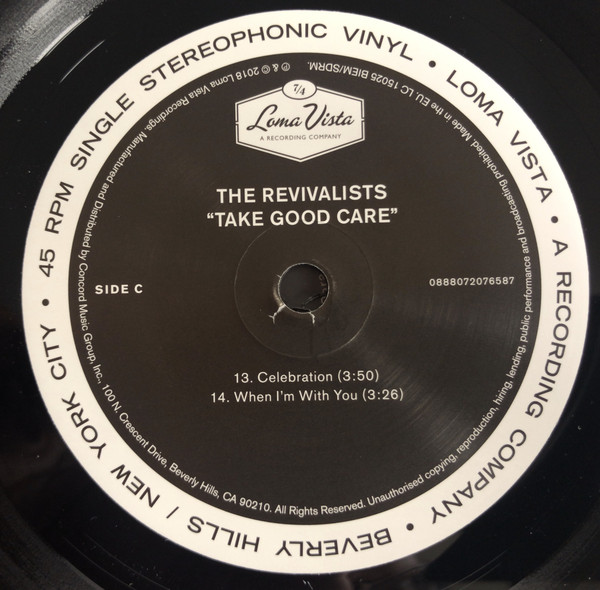 45 RPM SINGLE STEREOPHONIC VINYL • LOMA VISTA • A RECORDING COMPANY • BEVERLY HILLS / NEW YORK CITY •
7/4
Loma Vista
A RECORDING COMPANY
THE REVIVALISTS
“TAKE GOOD CARE”
SIDE C
0888072076587
13. Celebration (3:50)
14. When I'm With You (3:26)
℗ & © 2018 Loma Vista Recordings. Manufactured and Distributed by Concord Music Group, Inc., 100 N. Crescent Drive, Beverly Hills, CA 90210. All Rights Reserved. Unauthorised copying, reproduction, hiring, lending, public performance and broadcasting prohibited. Made in the EU. LC 15025 BIEM/SDRM.